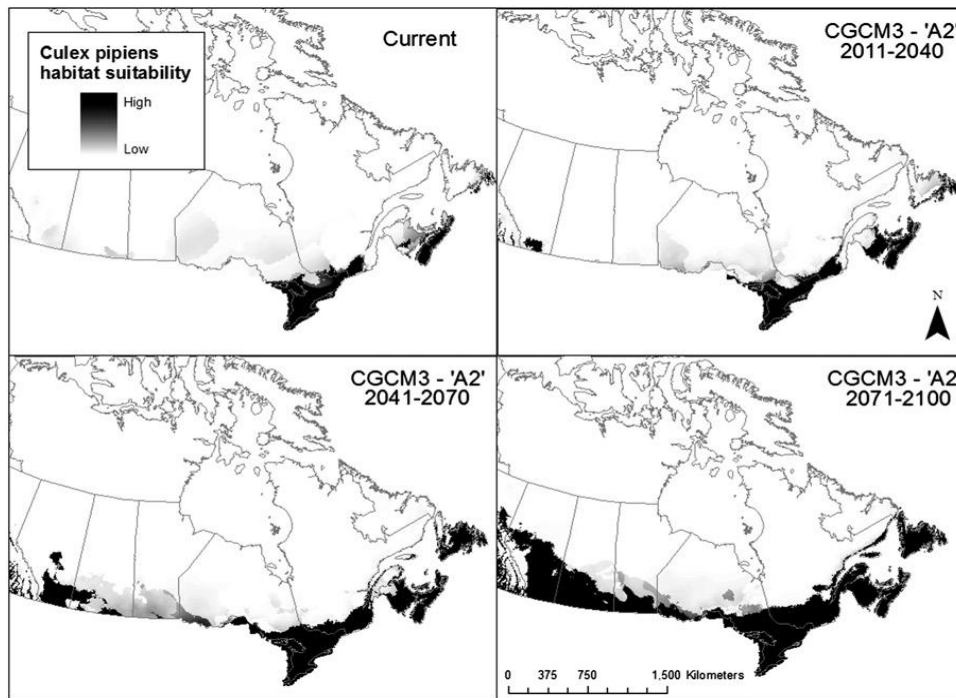 Culex pipiens
habitat suitability
High
Low
Current
CGCM3 - 'A2'
2011-2040
N
CGCM3 - 'A2'
2041-2070
CGCM3 - 'A2'
2071-2100
0 375 750 1,500 Kilometers